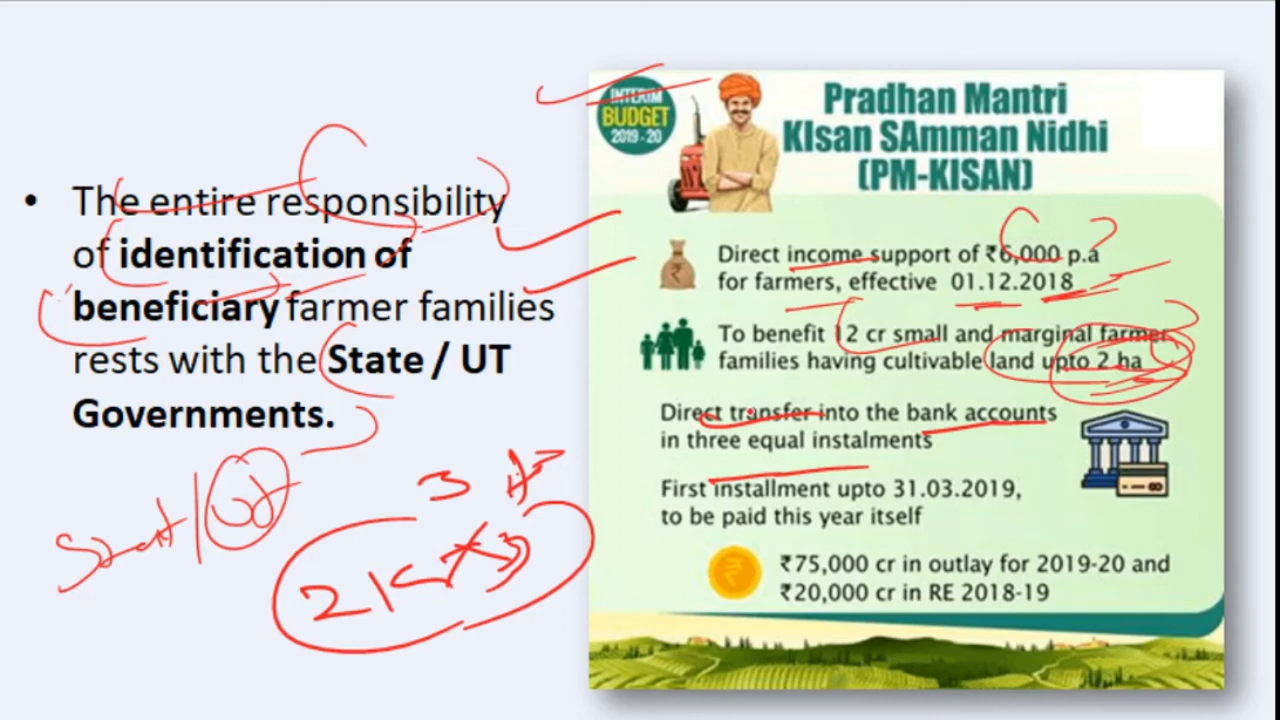 • The entire responsibility
of identification of
beneficiary farmer families
rests with the State / UT
Governments.
3
2K×3
INTERIM
BUDGET
2019-20
Pradhan Mantri
KIsan SAmman Nidhi
(PM-KISAN)
Direct income support of ₹6,000 p.a
for farmers, effective 01.12.2018
To benefit 12 cr small and marginal farmer
families having cultivable land upto 2 ha
Direct transfer into the bank accounts
in three equal instalments
First installment upto 31.03.2019,
to be paid this year itself
₹75,000 cr in outlay for 2019-20 and
₹20,000 cr in RE 2018-19